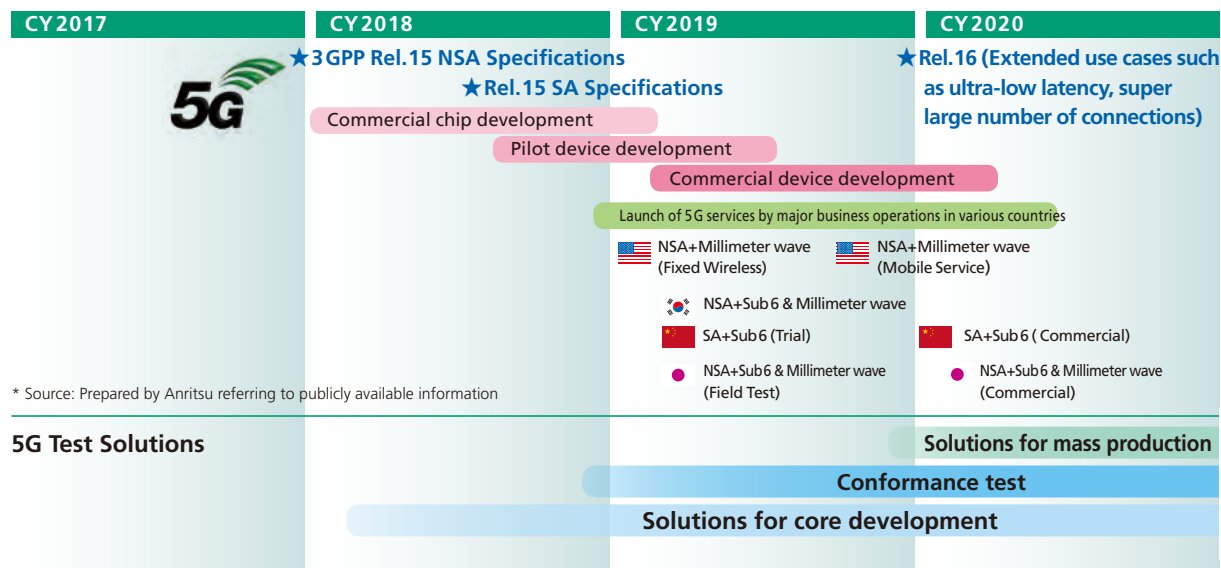 CY2017
CY2018
CY2019
CY2020
5G
★3GPP Rel.15 NSA Specifications
★Rel.15 SA Specifications
★Rel.16 (Extended use cases such
as ultra-low latency, super
large number of connections)
Commercial chip development
Pilot device development
Commercial device development
Launch of 5G services by major business operations in various countries
NSA+Millimeter wave
(Fixed Wireless)
NSA+Millimeter wave
(Mobile Service)
NSA+Sub6 & Millimeter wave
SA+Sub6 (Trial)
SA+Sub6 ( Commercial)
NSA+Sub6 & Millimeter wave
(Field Test)
NSA+Sub6 & Millimeter wave
(Commercial)
* Source: Prepared by Anritsu referring to publicly available information
5G Test Solutions
Solutions for mass production
Conformance test
Solutions for core development